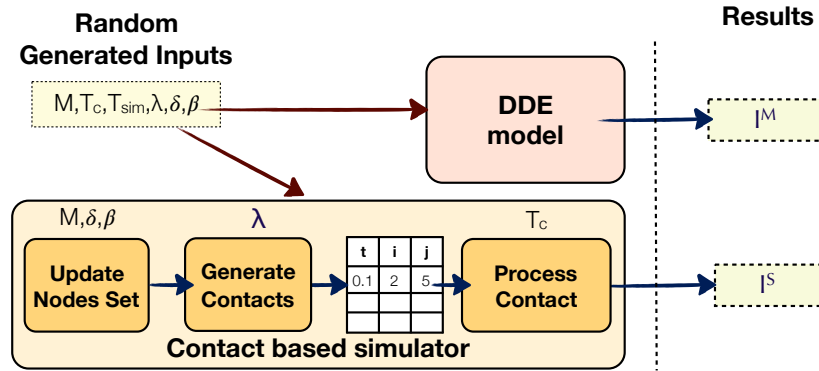 Random
Generated Inputs
Results
M,T_c,T_sim,λ,δ,β
DDE
model
I^M
M,δ,β
λ
T_c
Update
Nodes Set
Generate
Contacts
t i j
0.1 2 5
Process
Contact
I^S
Contact based simulator